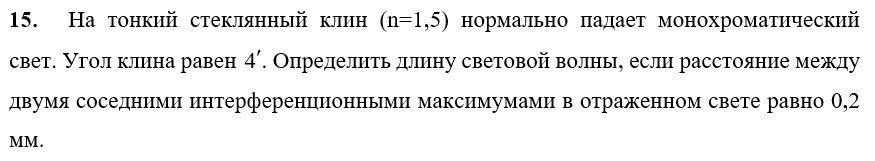 15. На тонкий стеклянный клин (n=1,5) нормально падает монохроматический
свет. Угол клина равен 4′. Определить длину световой волны, если расстояние между
двумя соседними интерференционными максимумами в отраженном свете равно 0,2
мм.